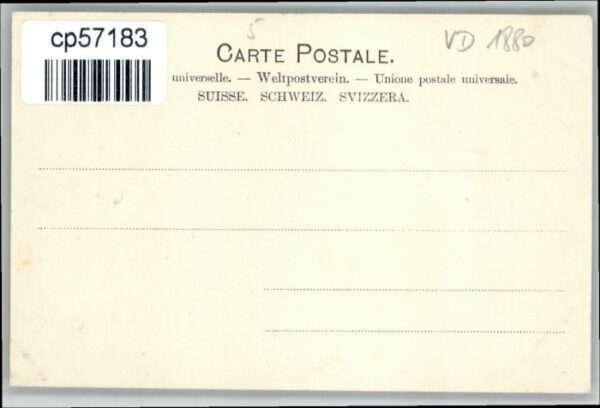 cp57183
5
VD 1880
CARTE POSTALE.
universelle. — Weltpostverein. — Unione postale universale.
SUISSE. SCHWEIZ. SVIZZERA.